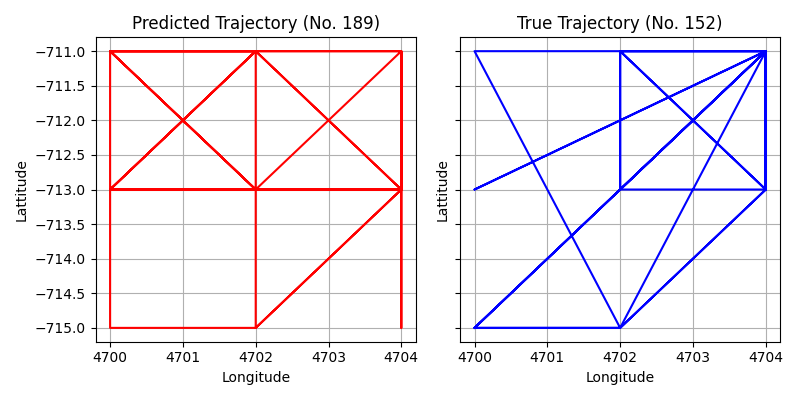 Predicted Trajectory (No. 189)
True Trajectory (No. 152)
Lattitude
−711.0
−711.5
−712.0
−712.5
−713.0
−713.5
−714.0
−714.5
−715.0
4700 4701 4702 4703 4704
Longitude
Lattitude
4700 4701 4702 4703 4704
Longitude